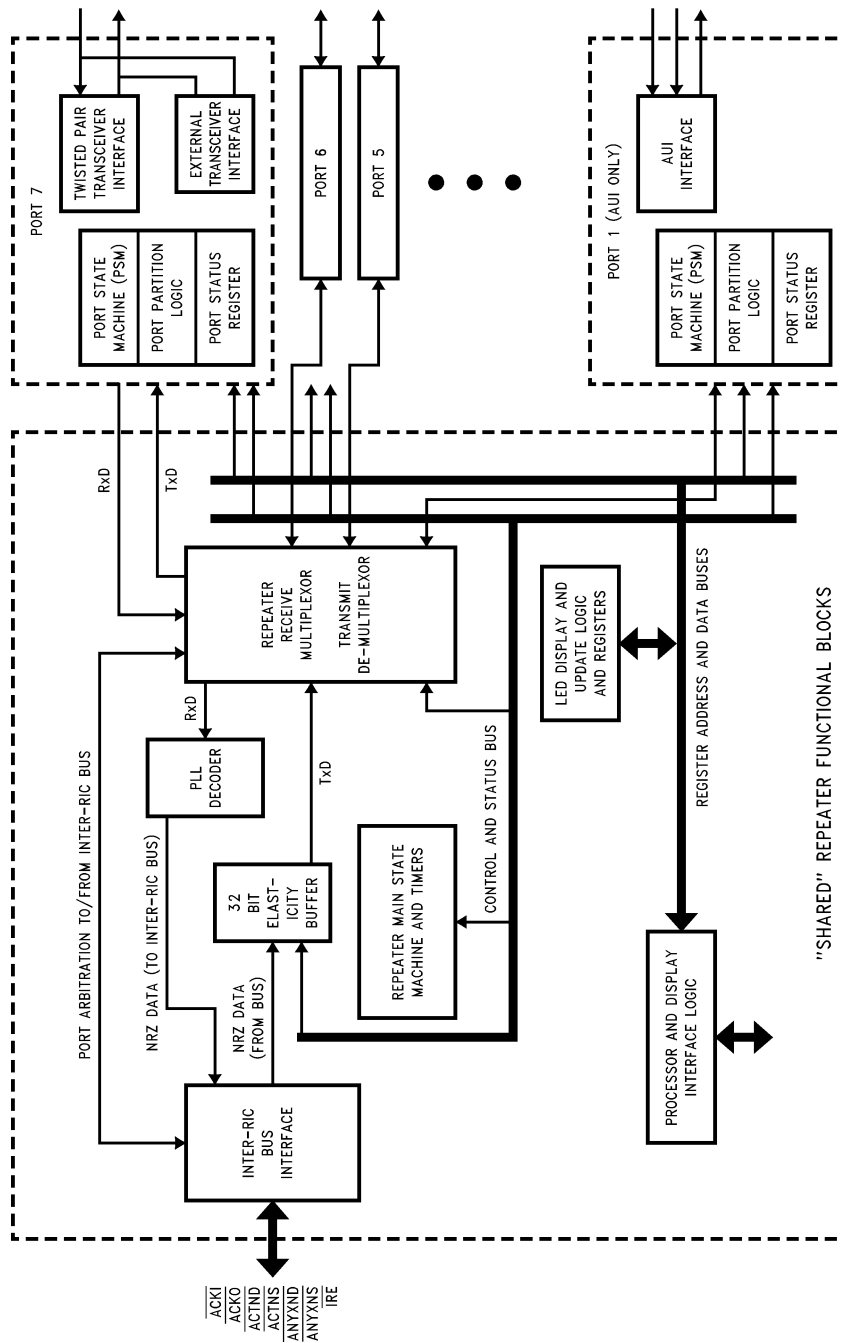 ACKI
ACKO
ACTND
ACTNS
ANYXND
ANYXNS
IRE
PORT ARBITRATION TO/FROM INTER-RIC BUS
NRZ DATA (TO INTER-RIC BUS)
INTER-RIC
BUS
INTERFACE
NRZ DATA
(FROM BUS)
PLL
DECODER
32
BIT
ELAST-
ICITY
BUFFER
RxD
TxD
REPEATER MAIN STATE
MACHINE AND TIMERS
CONTROL AND STATUS BUS
REPEATER
RECEIVE
MULTIPLEXOR
TRANSMIT
DE-MULTIPLEXOR
RxD
TxD
LED DISPLAY AND
UPDATE LOGIC
AND REGISTERS
PROCESSOR AND DISPLAY
INTERFACE LOGIC
REGISTER ADDRESS AND DATA BUSES
"SHARED" REPEATER FUNCTIONAL BLOCKS
PORT 7
PORT STATE
MACHINE (PSM)
PORT PARTITION
LOGIC
PORT STATUS
REGISTER
TWISTED PAIR
TRANSCEIVER
INTERFACE
EXTERNAL
TRANSCEIVER
INTERFACE
PORT 6
PORT 5
PORT 1 (AUI ONLY)
PORT STATE
MACHINE (PSM)
PORT PARTITION
LOGIC
PORT STATUS
REGISTER
AUI
INTERFACE